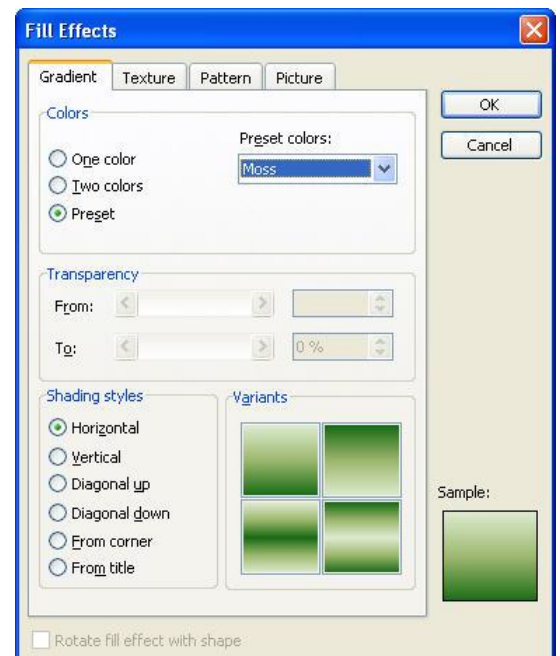 Fill Effects
Gradient Texture Pattern Picture
OK
Cancel
Colors
One color
Two colors
Preset
Preset colors:
Moss
Transparency
From:
To: 0 %
Shading styles
Horizontal
Vertical
Diagonal up
Diagonal down
From corner
From title
Variants
Sample:
Rotate fill effect with shape